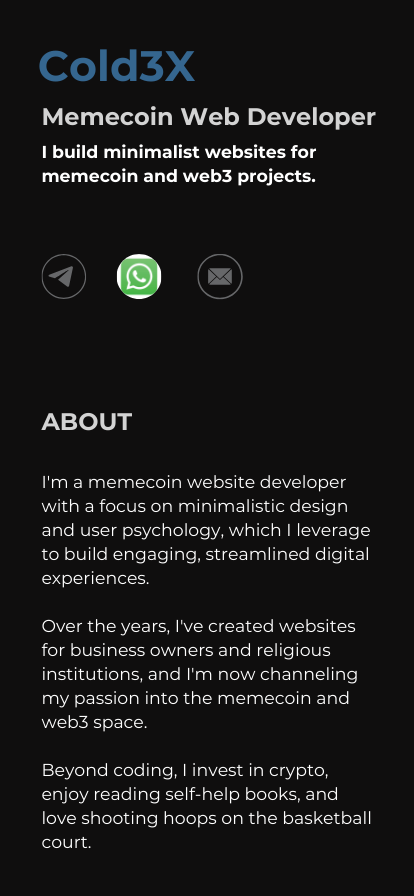 Cold3X
Memecoin Web Developer
I build minimalist websites for
memecoin and web3 projects.
ABOUT
I'm a memecoin website developer
with a focus on minimalistic design
and user psychology, which I leverage
to build engaging, streamlined digital
experiences.
Over the years, I've created websites
for business owners and religious
institutions, and I'm now channeling
my passion into the memecoin and
web3 space.
Beyond coding, I invest in crypto,
enjoy reading self-help books, and
love shooting hoops on the basketball
court.